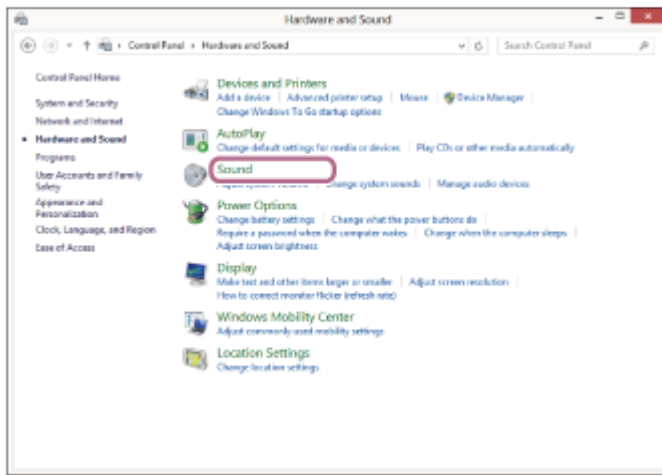 Hardware and Sound
Control Panel › Hardware and Sound
Search Control Panel
Control Panel Home
System and Security
Network and Internet
Hardware and Sound
Programs
User Accounts and Family
Safety
Appearance and
Personalization
Clock, Language, and Region
Ease of Access
Devices and Printers
Add a device | Advanced printer setup | Mouse | Device Manager
Change Windows To Go startup options
AutoPlay
Change default settings for media or devices | Play CDs or other media automatically
Sound
Change system sounds | Manage audio devices
Power Options
Change battery settings | Change what the power buttons do
Require a password when the computer wakes | Change when the computer sleeps
Adjust screen brightness
Display
Make text and other items larger or smaller | Adjust screen resolution
How to correct monitor flicker (refresh rate)
Windows Mobility Center
Adjust commonly used mobility settings
Location Settings
Change location settings